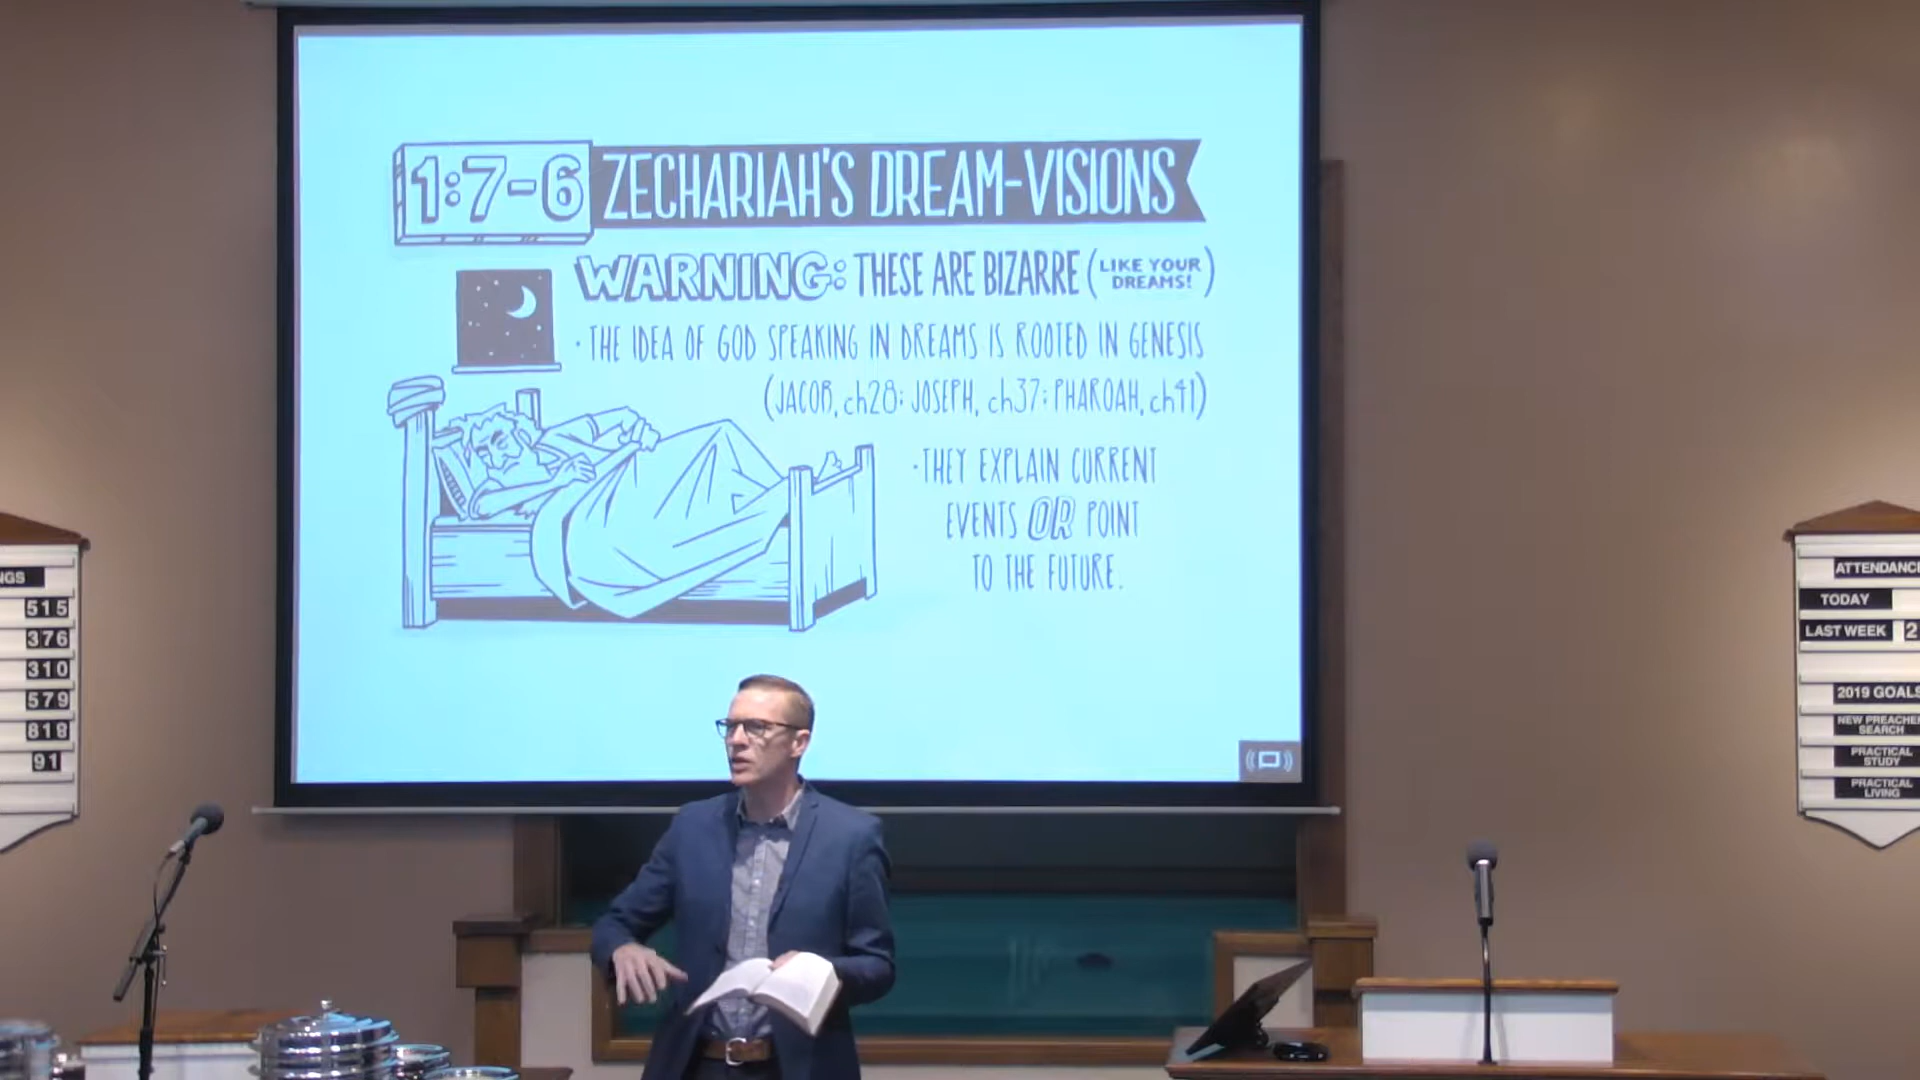 1:7-6 ZECHARIAH'S DREAM-VISIONS
WARNING: THESE ARE BIZARRE (LIKE YOUR DREAMS!)
· THE IDEA OF GOD SPEAKING IN DREAMS IS ROOTED IN GENESIS
(JACOB, ch28; JOSEPH, ch37; PHAROAH, ch41)
· THEY EXPLAIN CURRENT
EVENTS OR POINT
TO THE FUTURE.
NGS
515
376
310
579
818
91
ATTENDANC
TODAY
LAST WEEK 2
2019 GOALS
NEW PREACHER
SEARCH
PRACTICAL
STUDY
PRACTICAL
LIVING